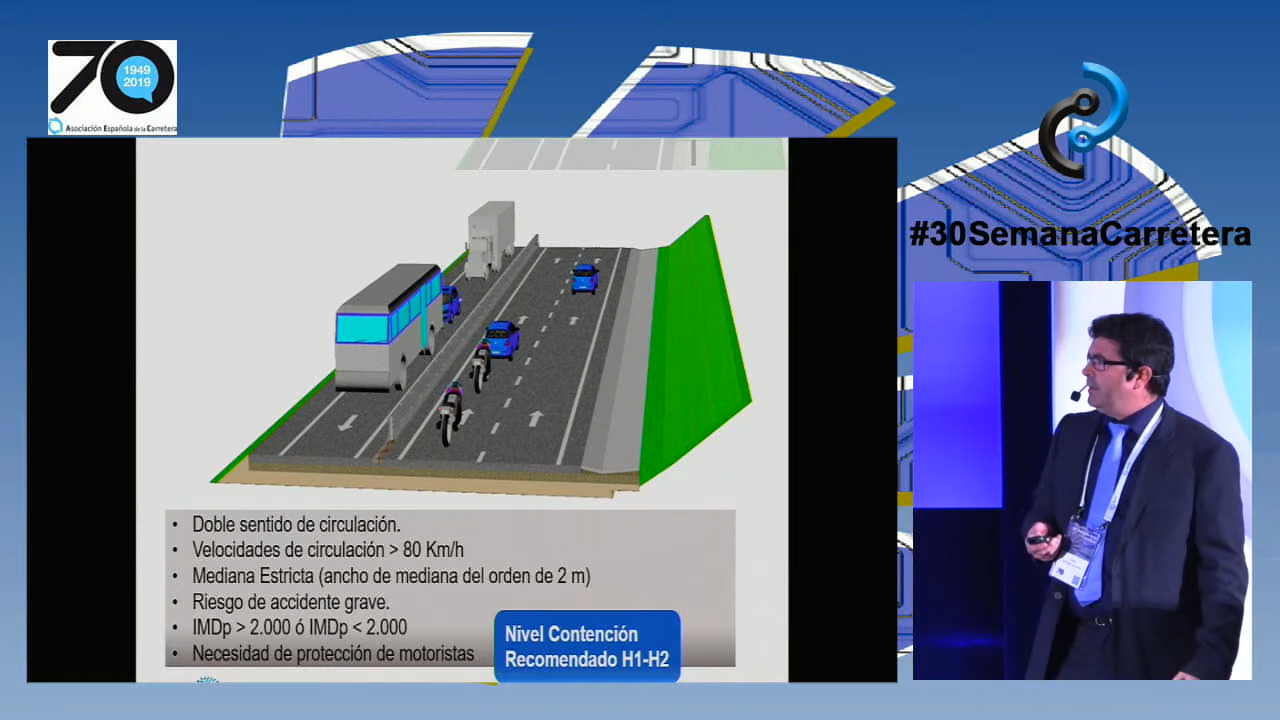 70
1949
2019
Asociación Española de la Carretera
#30SemanaCarretera
• Doble sentido de circulación.
• Velocidades de circulación > 80 Km/h
• Mediana Estricta (ancho de mediana del orden de 2 m)
• Riesgo de accidente grave.
• IMDp > 2.000 ó IMDp < 2.000
• Necesidad de protección de motoristas
Nivel Contención
Recomendado H1-H2